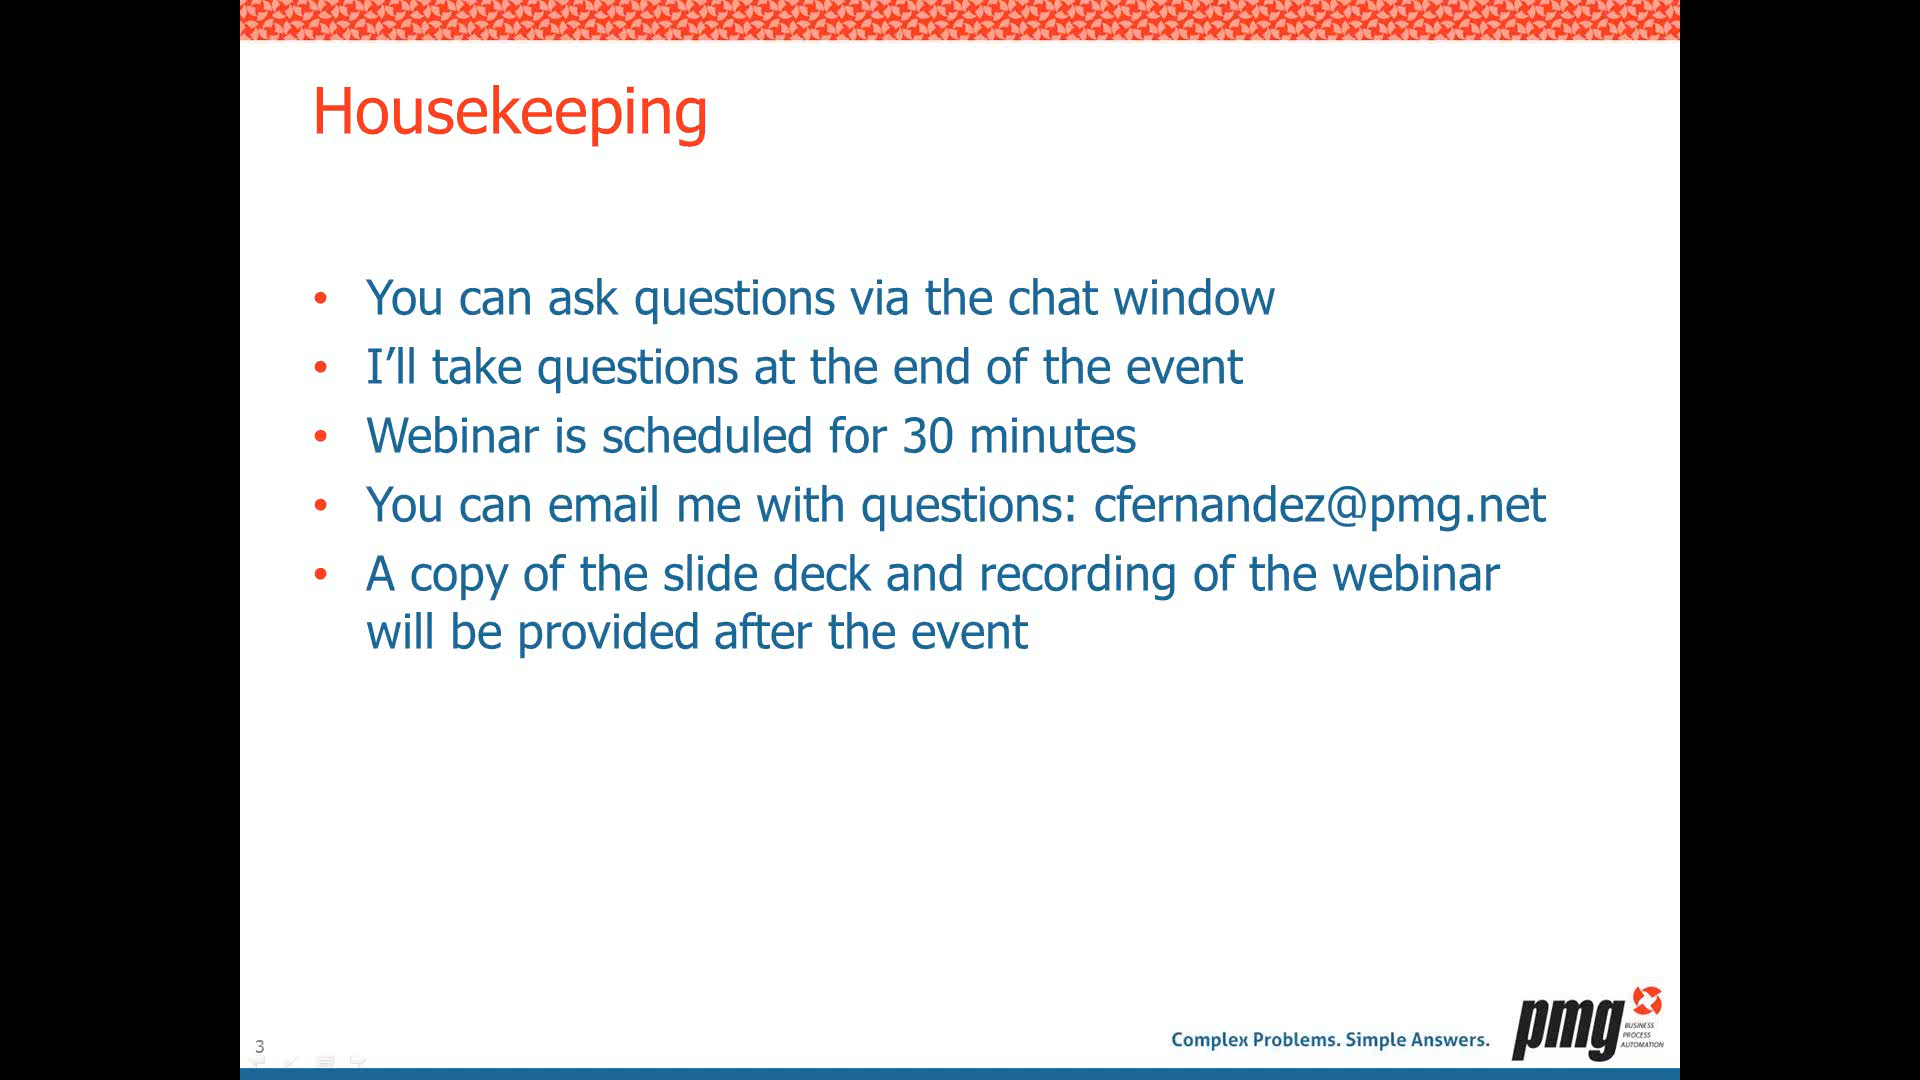 Housekeeping
• You can ask questions via the chat window
• I’ll take questions at the end of the event
• Webinar is scheduled for 30 minutes
• You can email me with questions: cfernandez@pmg.net
• A copy of the slide deck and recording of the webinar
will be provided after the event
3
Complex Problems. Simple Answers.
pmg
BUSINESS
PROCESS
AUTOMATION